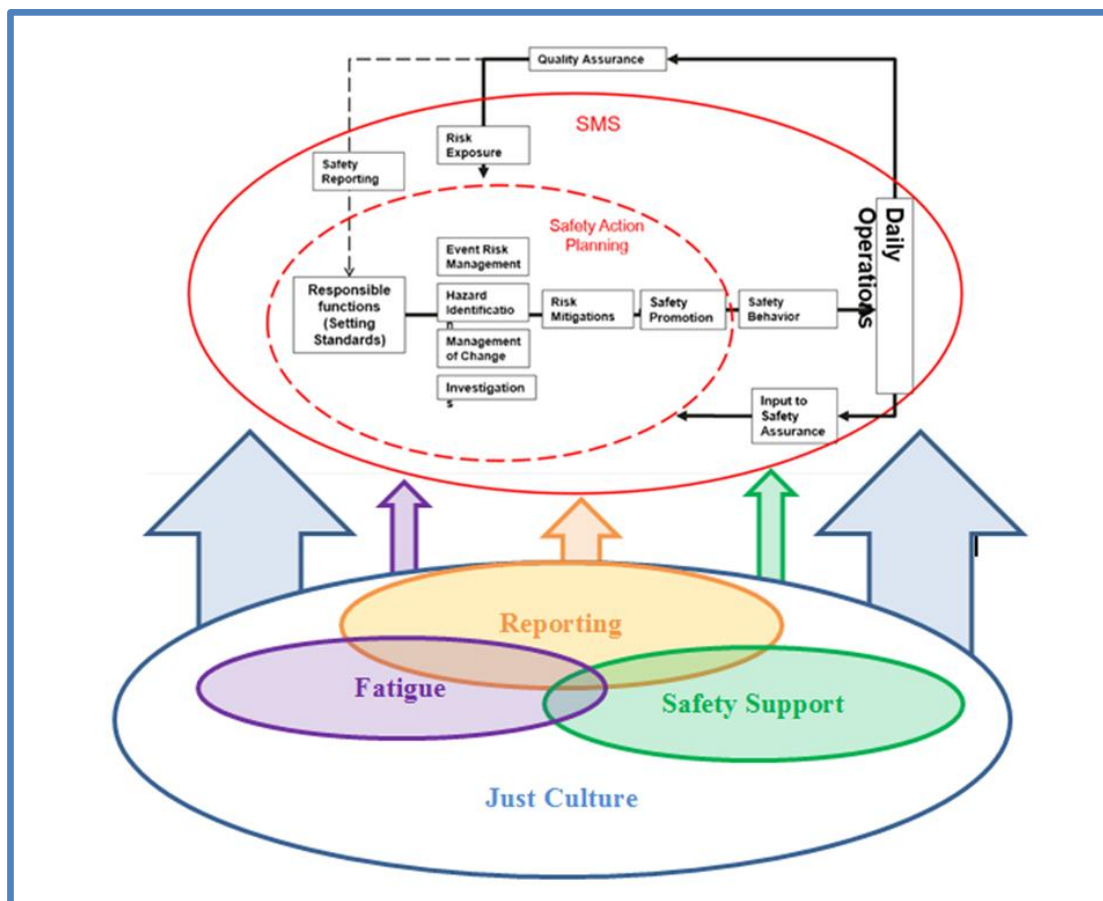 Quality Assurance
SMS
Risk
Exposure
Safety
Reporting
Safety Action
Planning
Event Risk
Management
Responsible
functions
(Setting
Standards)
Hazard
Identificatio
n
Risk
Mitigations
Safety
Promotion
Safety
Behavior
Daily
Operations
Management
of Change
Investigation
s
Input to
Safety
Assurance
Reporting
Fatigue
Safety Support
Just Culture